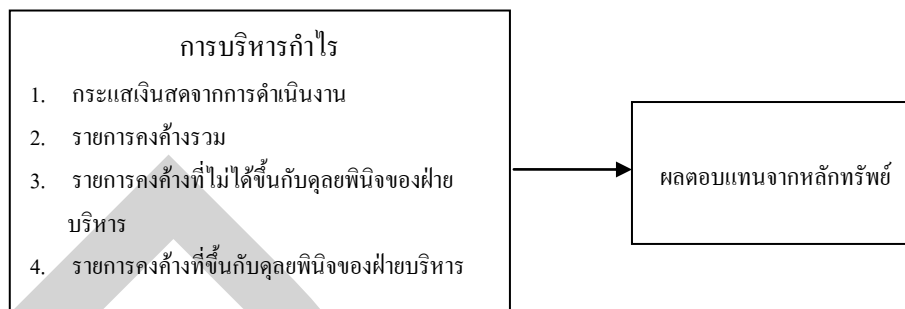 การบริหารกำไร
1. กระแสเงินสดจากการดำเนินงาน
2. รายการคงค้างรวม
3. รายการคงค้างที่ไม่ได้ขึ้นกับดุลยพินิจของฝ่าย
บริหาร
4. รายการคงค้างที่ขึ้นกับดุลยพินิจของฝ่ายบริหาร
ผลตอบแทนจากหลักทรัพย์